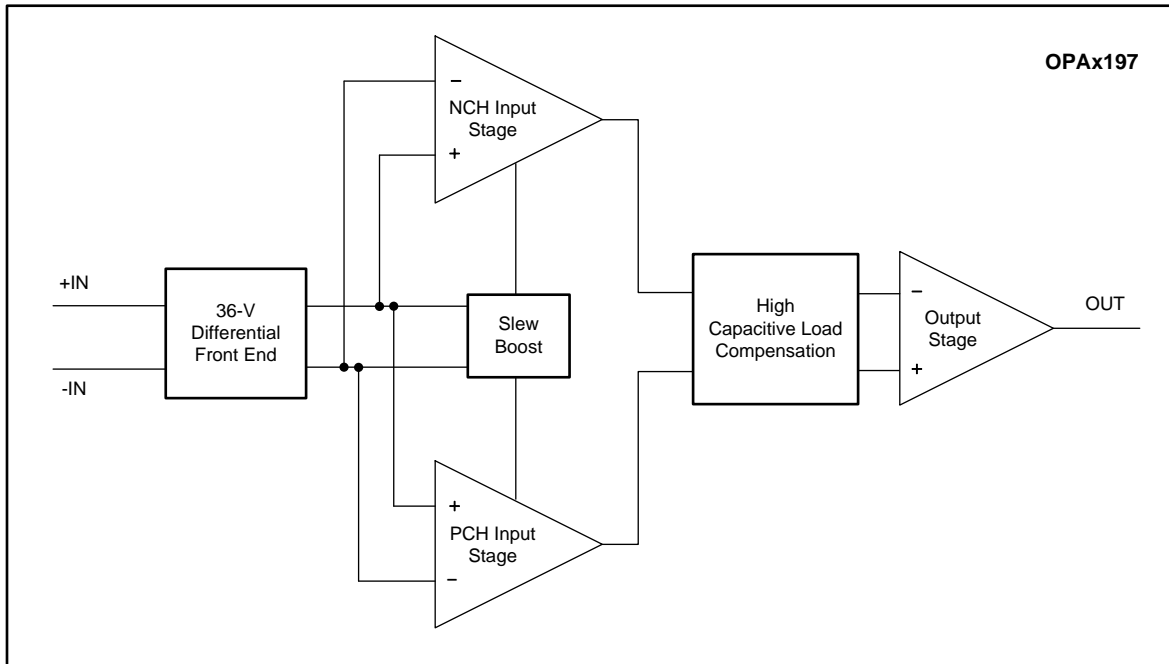 OPAx197
−
NCH Input
Stage
+
+IN
-IN
36-V
Differential
Front End
Slew
Boost
High
Capacitive Load
Compensation
−
Output
Stage
+
OUT
+
PCH Input
Stage
−